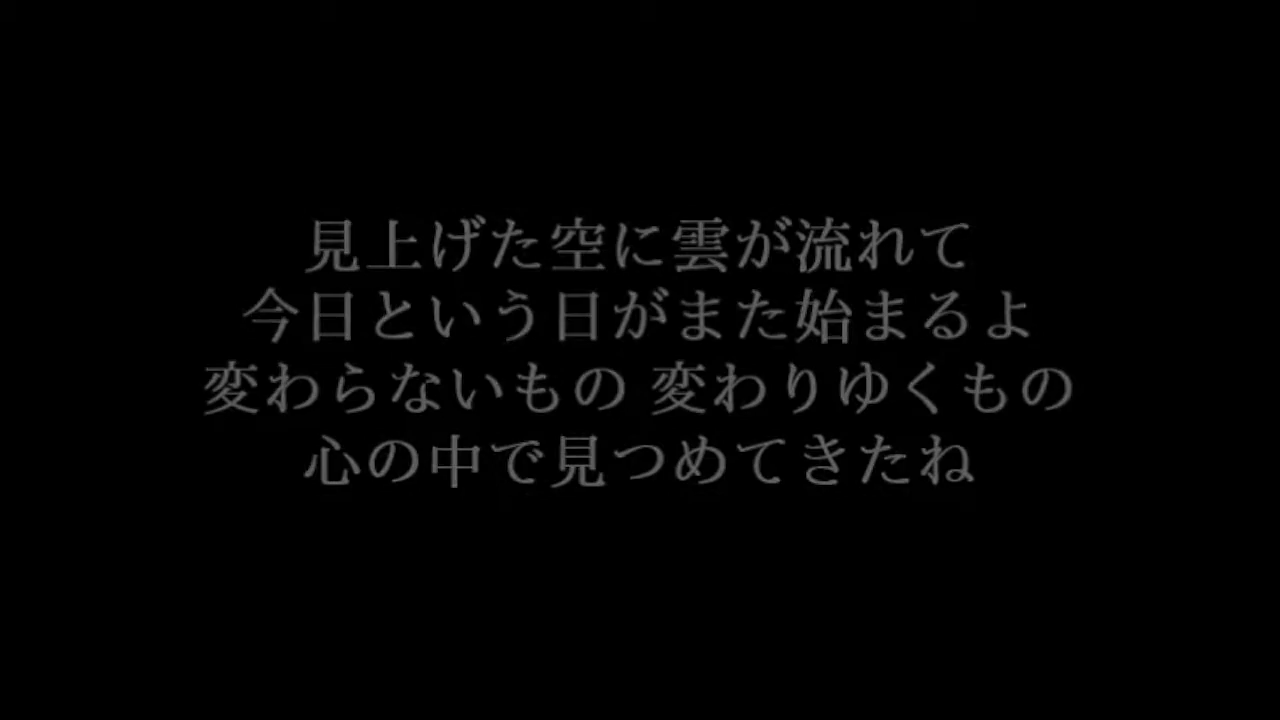 見上げた空に雲が流れて
今日という日がまた始まるよ
変わらないもの 変わりゆくもの
心の中で見つめてきたね